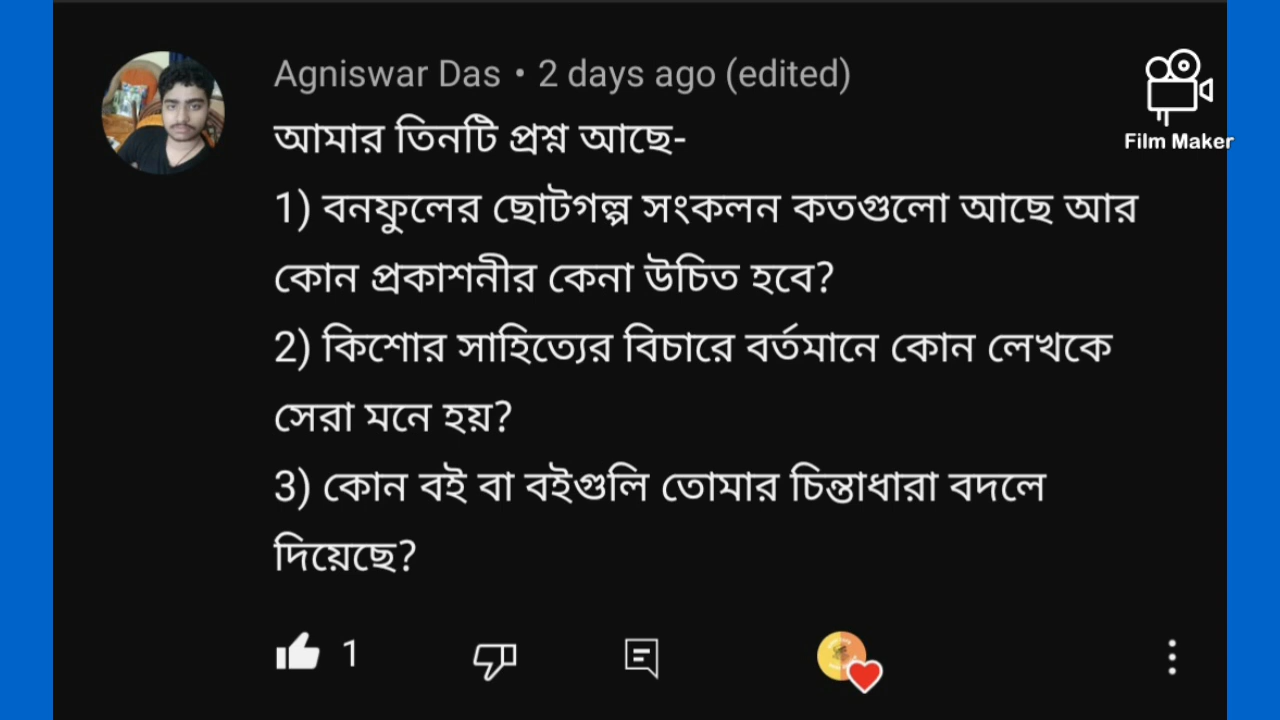 Agniswar Das • 2 days ago (edited)
আমার তিনটি প্রশ্ন আছে-
1) বনফুলের ছোটগল্প সংকলন কতগুলো আছে আর
কোন প্রকাশনীর কেনা উচিত হবে?
2) কিশোর সাহিত্যের বিচারে বর্তমানে কোন লেখকে
সেরা মনে হয়?
3) কোন বই বা বইগুলি তোমার চিন্তাধারা বদলে
দিয়েছে?
1
Film Maker